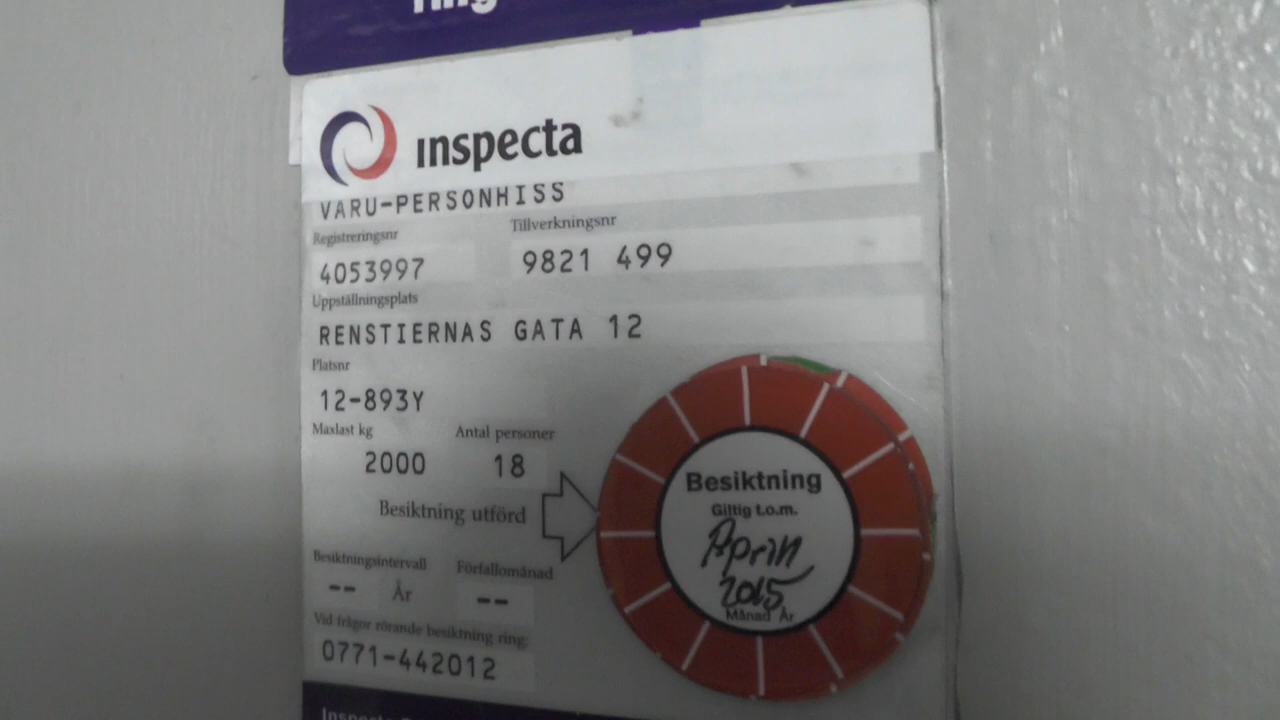 ınspecta
VARU-PERSONHISS
Registreringsnr Tillverkningsnr
4053997 9821 499
Uppställningsplats
RENSTIERNAS GATA 12
Platsnr
12-893Y
Maxlast kg Antal personer
2000 18
Besiktning utförd
Besiktning
Giltig t.o.m.
April
2015
Månad År
Besiktningsintervall Förfallomånad
-- År --
Vid frågor rörande besiktning ring:
0771-442012
Inspecta